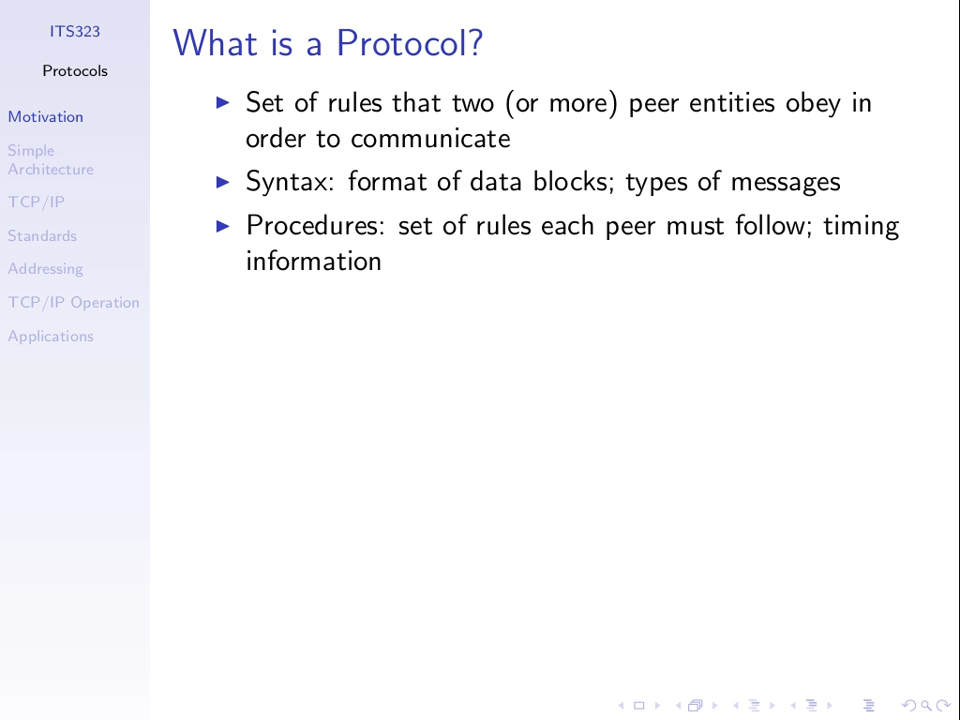 ITS323
Protocols
Motivation
Simple
Architecture
TCP/IP
Standards
Addressing
TCP/IP Operation
Applications
What is a Protocol?
Set of rules that two (or more) peer entities obey in
order to communicate
Syntax: format of data blocks; types of messages
Procedures: set of rules each peer must follow; timing
information